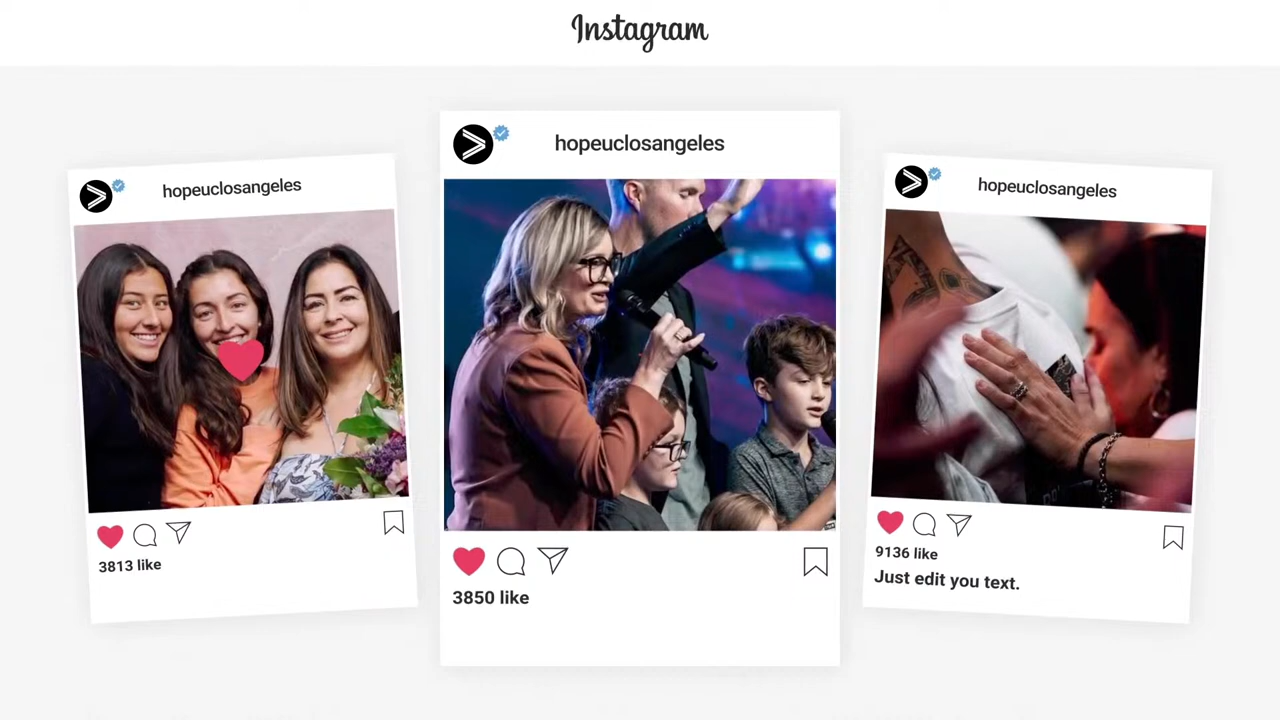 Instagram
hopeuclosangeles
3813 like
hopeuclosangeles
3850 like
hopeuclosangeles
9136 like
Just edit you text.